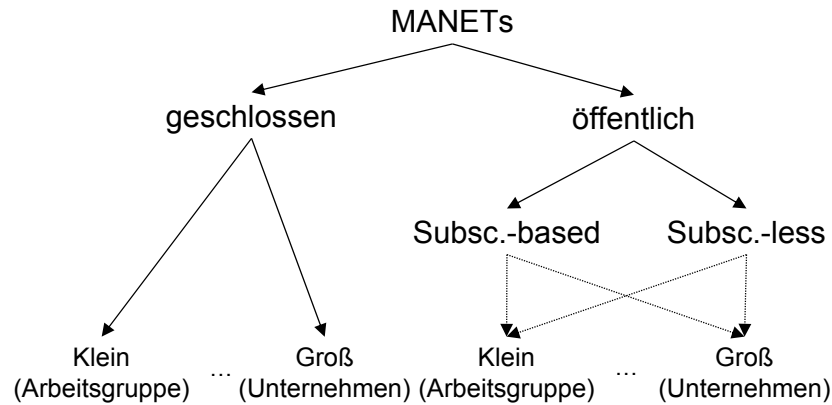 MANETs
geschlossen
öffentlich
Subsc.-based
Subsc.-less
Klein
(Arbeitsgruppe)
...
Groß
(Unternehmen)
Klein
(Arbeitsgruppe)
...
Groß
(Unternehmen)